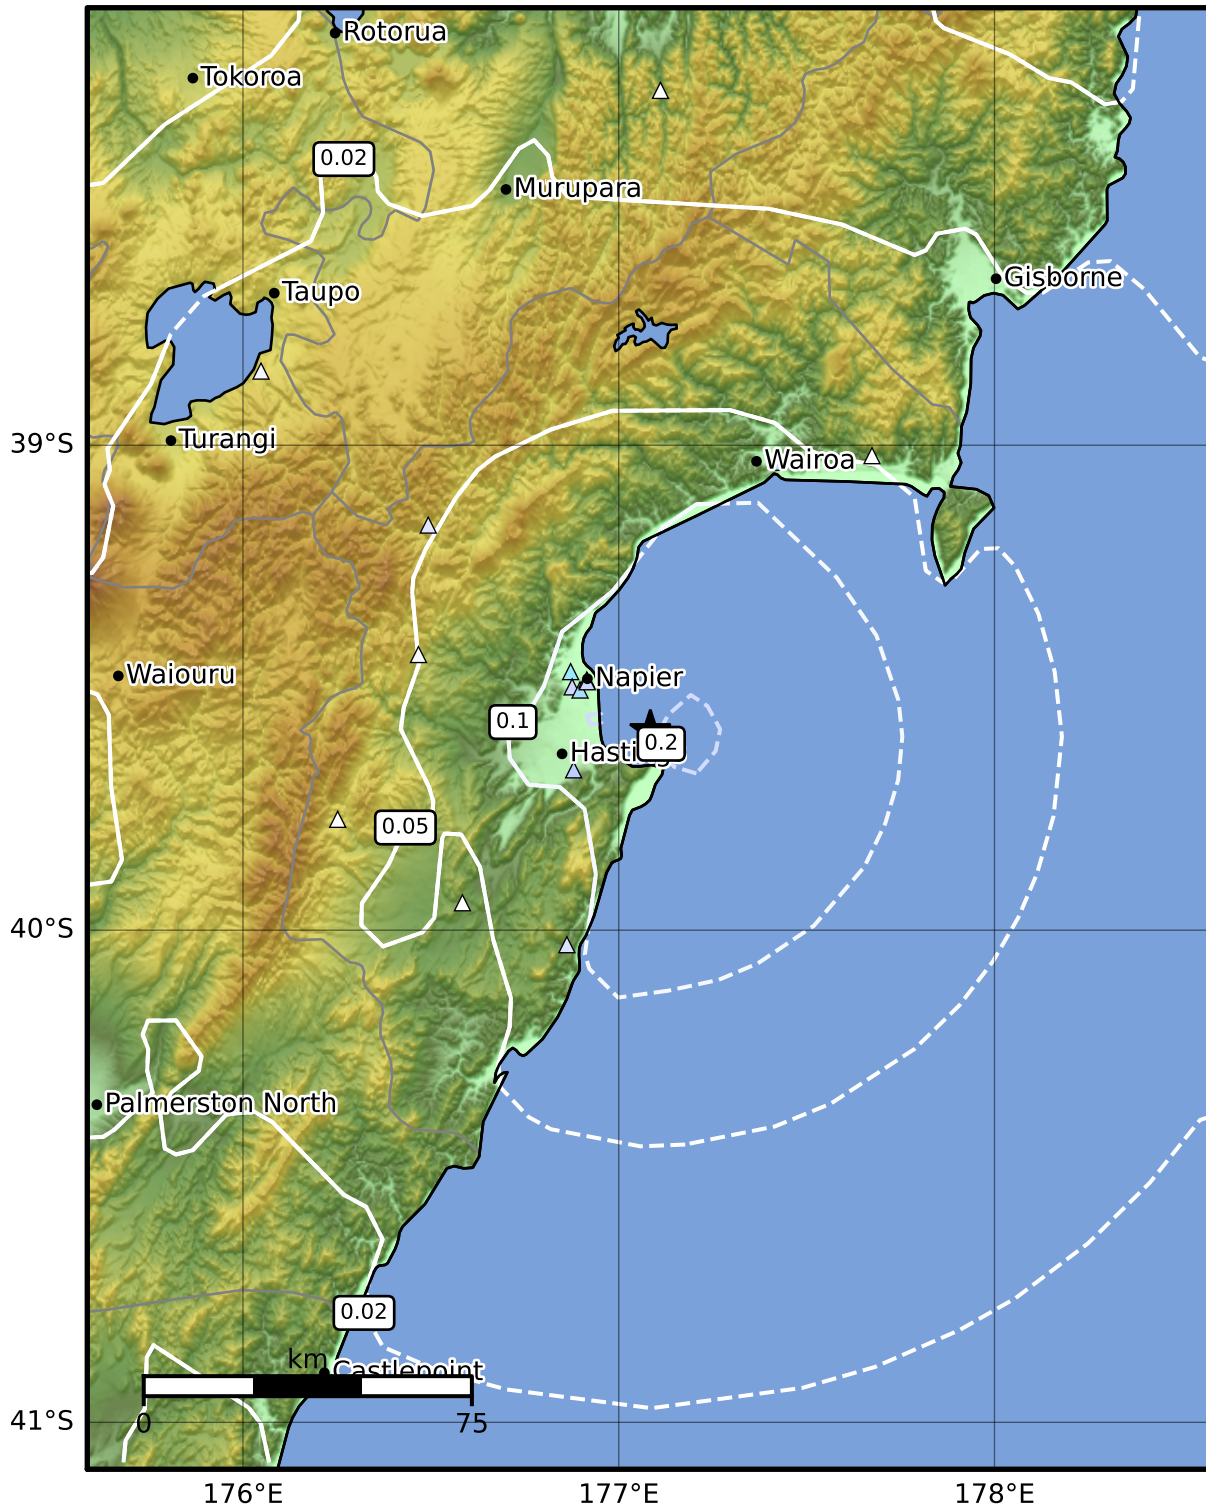 Rotorua
Tokoroa
0.02
Murupara
Gisborne
Taupo
39°S
Turangi
Wairoa
Waiouru
Napier
0.1
0.2
0.05
40°S
Palmerston North
0.02
km
Castlepoint
0
75
41°S
176°E
177°E
178°E